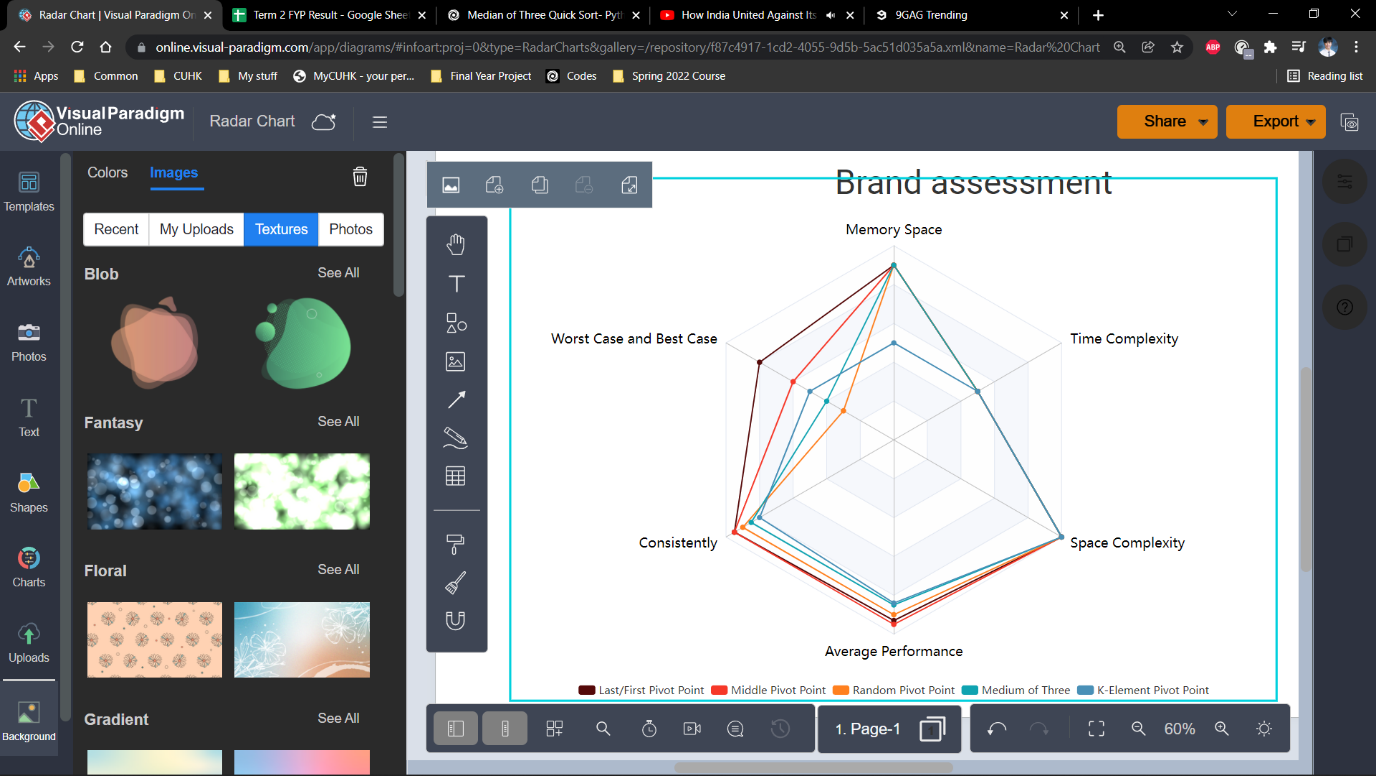 Radar Chart | Visual Paradigm On
Term 2 FYP Result - Google Sheet
Median of Three Quick Sort- Pyth
How India United Against Its
9GAG Trending
online.visual-paradigm.com/app/diagrams/#infoart:proj=0&type=RadarCharts&gallery=/repository/f87c4917-1cd2-4055-9d5b-5ac51d035a5a.xml&name=Radar%20Chart
ABP
Apps
Common
CUHK
My stuff
MyCUHK - your per...
Final Year Project
Codes
Spring 2022 Course
Reading list
Visual Paradigm
Online
Radar Chart
Share
Export
Templates
Artworks
Photos
Text
Shapes
Charts
Uploads
Background
Colors
Images
Recent
My Uploads
Textures
Photos
Blob
See All
Fantasy
See All
Floral
See All
Gradient
See All
Brand assessment
Memory Space
Worst Case and Best Case
Time Complexity
Consistently
Space Complexity
Average Performance
Last/First Pivot Point
Middle Pivot Point
Random Pivot Point
Medium of Three
K-Element Pivot Point
1. Page-1
1
60%